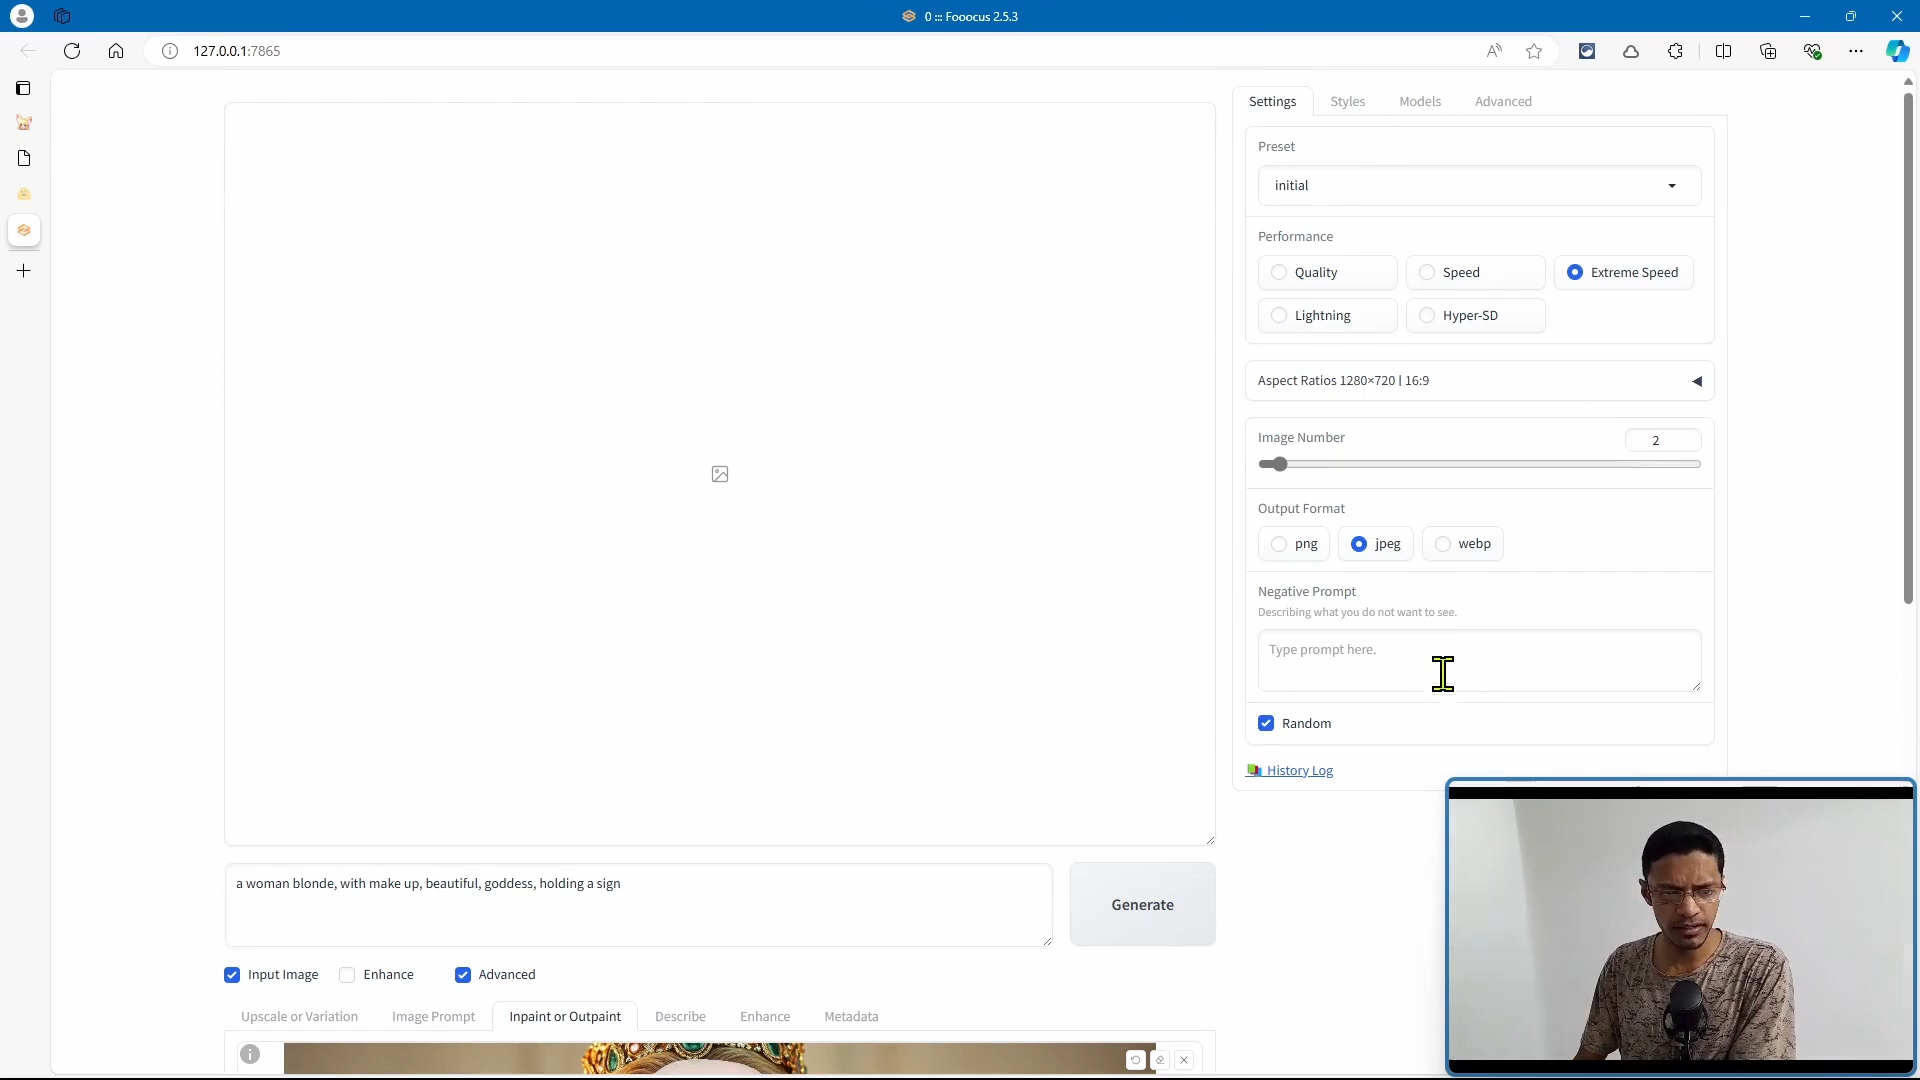 0 ::: Fooocus 2.5.3
127.0.0.1:7865
Settings Styles Models Advanced
Preset
initial
Performance
Quality Speed Extreme Speed
Lightning Hyper-SD
Aspect Ratios 1280×720 | 16:9
Image Number 2
Output Format
png jpeg webp
Negative Prompt
Describing what you do not want to see.
Type prompt here.
Random
History Log
a woman blonde, with make up, beautiful, goddess, holding a sign
Generate
Input Image Enhance Advanced
Upscale or Variation Image Prompt Inpaint or Outpaint Describe Enhance Metadata